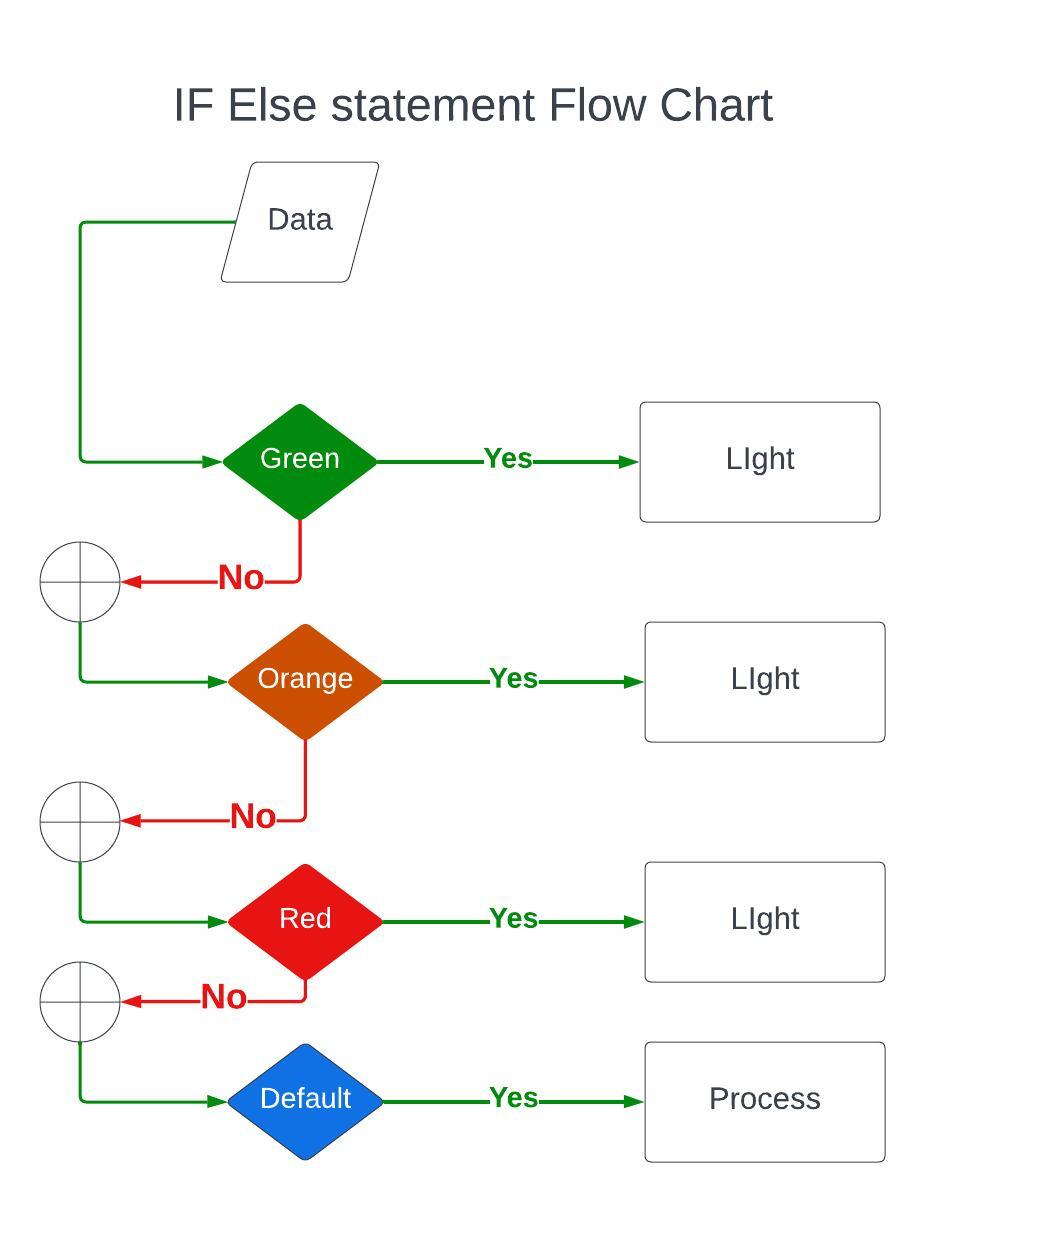 IF Else statement Flow Chart
Data
Green
Yes
LIght
No
Orange
Yes
LIght
No
Red
Yes
LIght
No
Default
Yes
Process